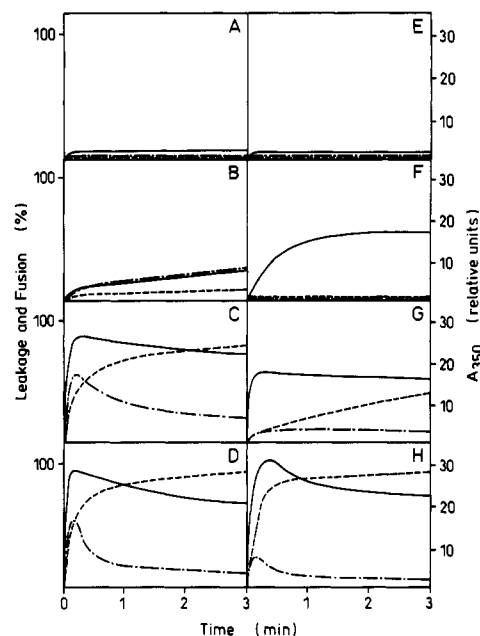 100 A E 30
20
10
100 B F 30
20
10
100 C G 30
20
10
100 D H 30
20
10
Leakage and Fusion (%)
A350 (relative units)
0 1 2 3 1 2 3
Time (min)